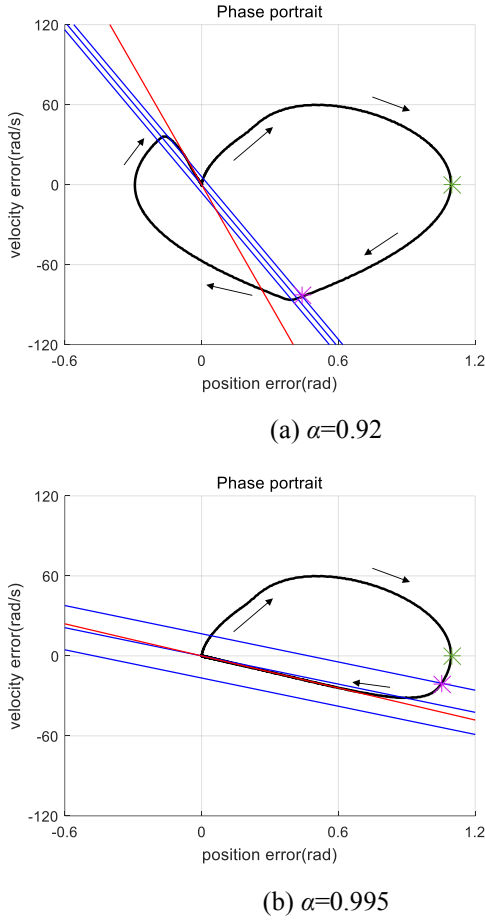 Phase portrait
120
60
0
-60
-120
velocity error(rad/s)
-0.6 0 0.6 1.2
position error(rad)
(a) α=0.92
Phase portrait
120
60
0
-60
-120
velocity error(rad/s)
-0.6 0 0.6 1.2
position error(rad)
(b) α=0.995